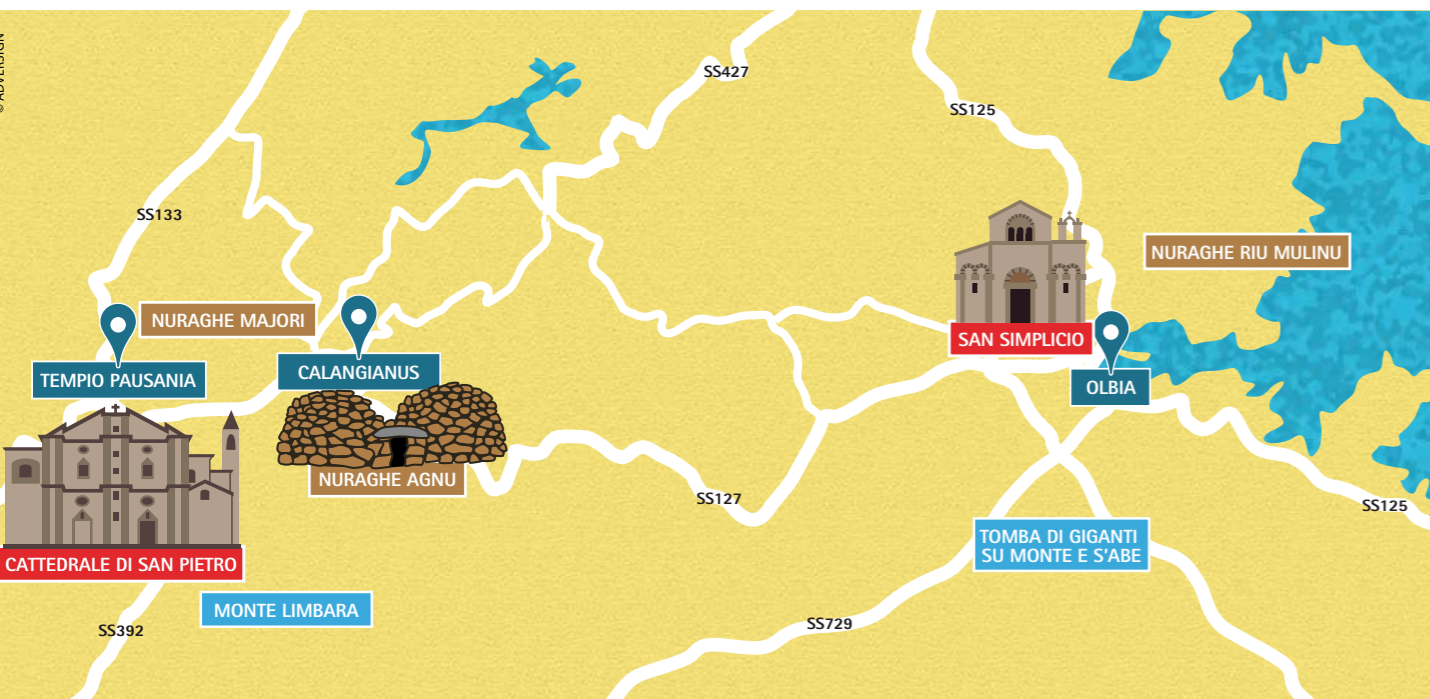 © ADVERSIGN
SS427
SS125
SS133
NURAGHE RIU MULINU
NURAGHE MAJORI
SAN SIMPLICIO
CALANGIANUS
TEMPIO PAUSANIA
OLBIA
NURAGHE AGNU
SS127
SS125
TOMBA DI GIGANTI
SU MONTE E S'ABE
CATTEDRALE DI SAN PIETRO
MONTE LIMBARA
SS392
SS729